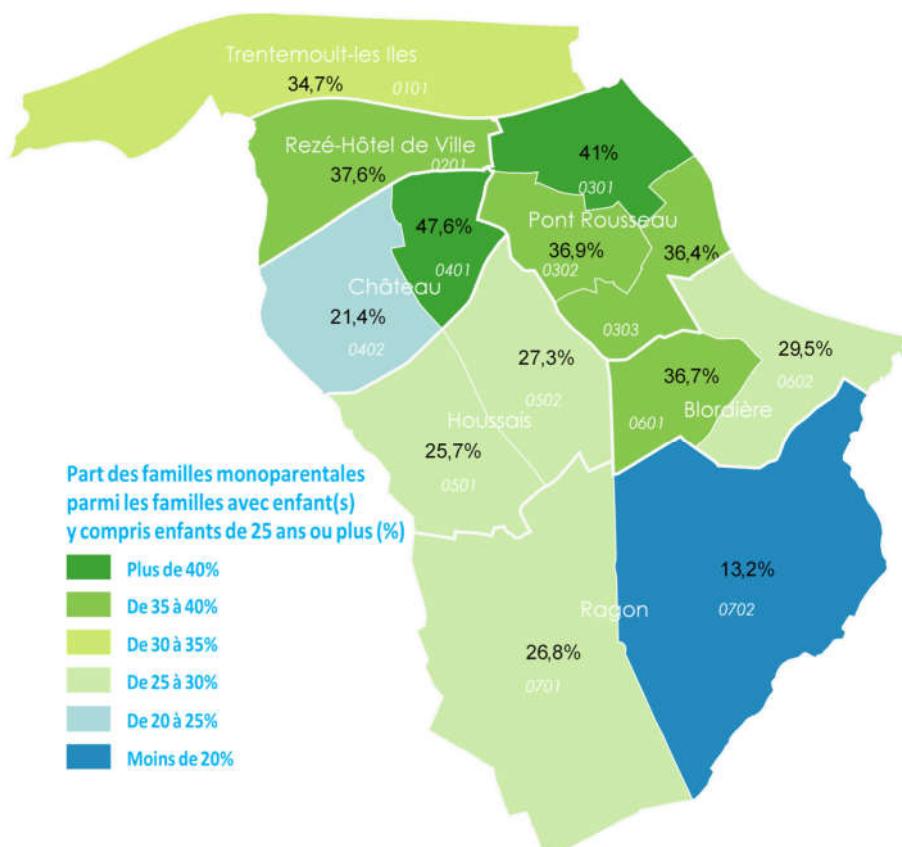 Trentemoult-les Iles
34,7%
0101
Rezé-Hôtel de Ville
0201
37,6%
41%
0301
47,6%
0401
Pont Rousseau
36,9%
0302
36,4%
0303
Château
21,4%
0402
27,3%
0502
29,5%
0602
36,7%
0601
Blordière
Houssais
25,7%
0501
Part des familles monoparentales
parmi les familles avec enfant(s)
y compris enfants de 25 ans ou plus (%)
Plus de 40%
De 35 à 40%
De 30 à 35%
De 25 à 30%
De 20 à 25%
Moins de 20%
13,2%
0702
Ragon
26,8%
0701